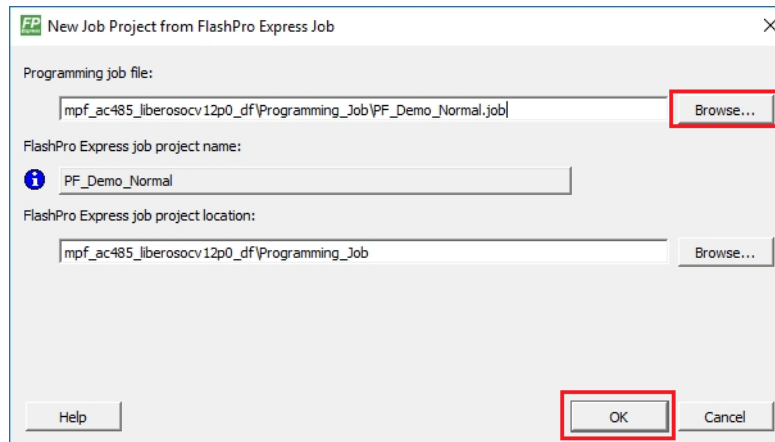 FP
New Job Project from FlashPro Express Job
Programming job file:
mpf_ac485_liberosocv12p0_df\Programming_Job\PF_Demo_Normal.job
Browse...
FlashPro Express job project name:
PF_Demo_Normal
FlashPro Express job project location:
mpf_ac485_liberosocv12p0_df\Programming_Job
Browse...
Help
OK
Cancel